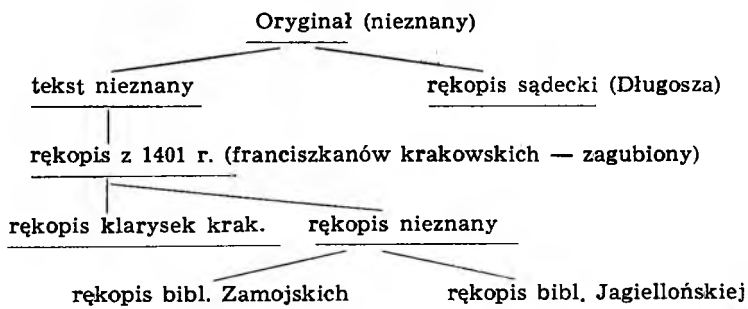 Oryginał (nieznany)
tekst nieznany rękopis sądecki (Długosza)
rękopis z 1401 r. (franciszkanów krakowskich — zagubiony)
rękopis klarysek krak. rękopis nieznany
rękopis bibl. Zamojskich rękopis bibl. Jagiellońskiej